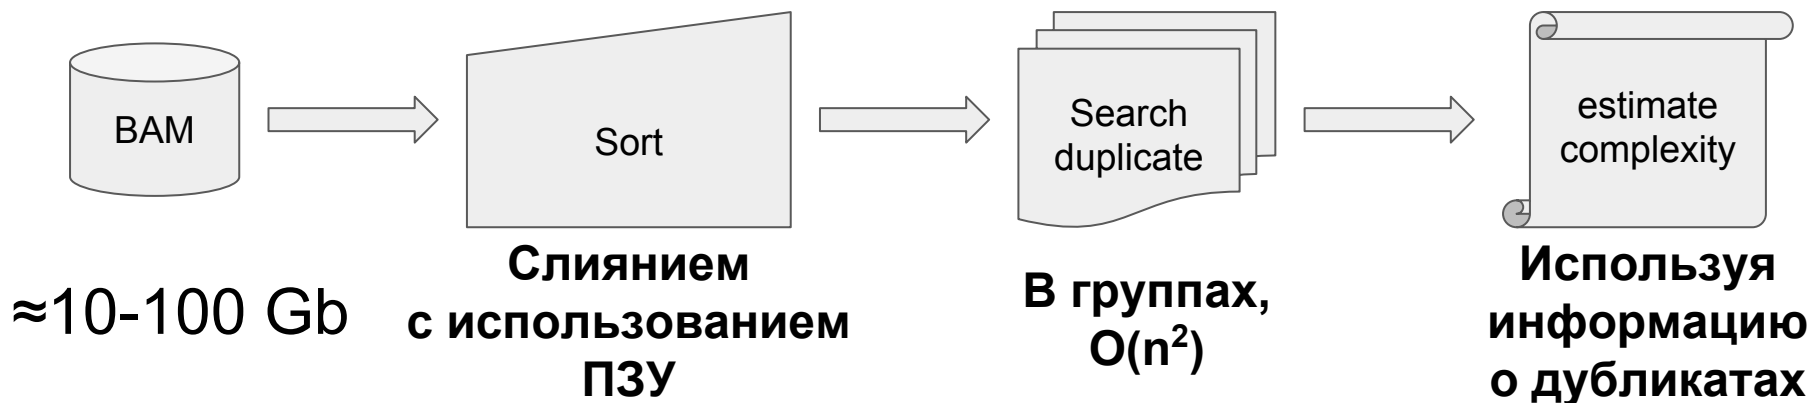 BAM
Sort
Search
duplicate
estimate
complexity
≈10-100 Gb
Слиянием
с использованием
ПЗУ
В группах,
O(n²)
Используя
информацию
о дубликатах